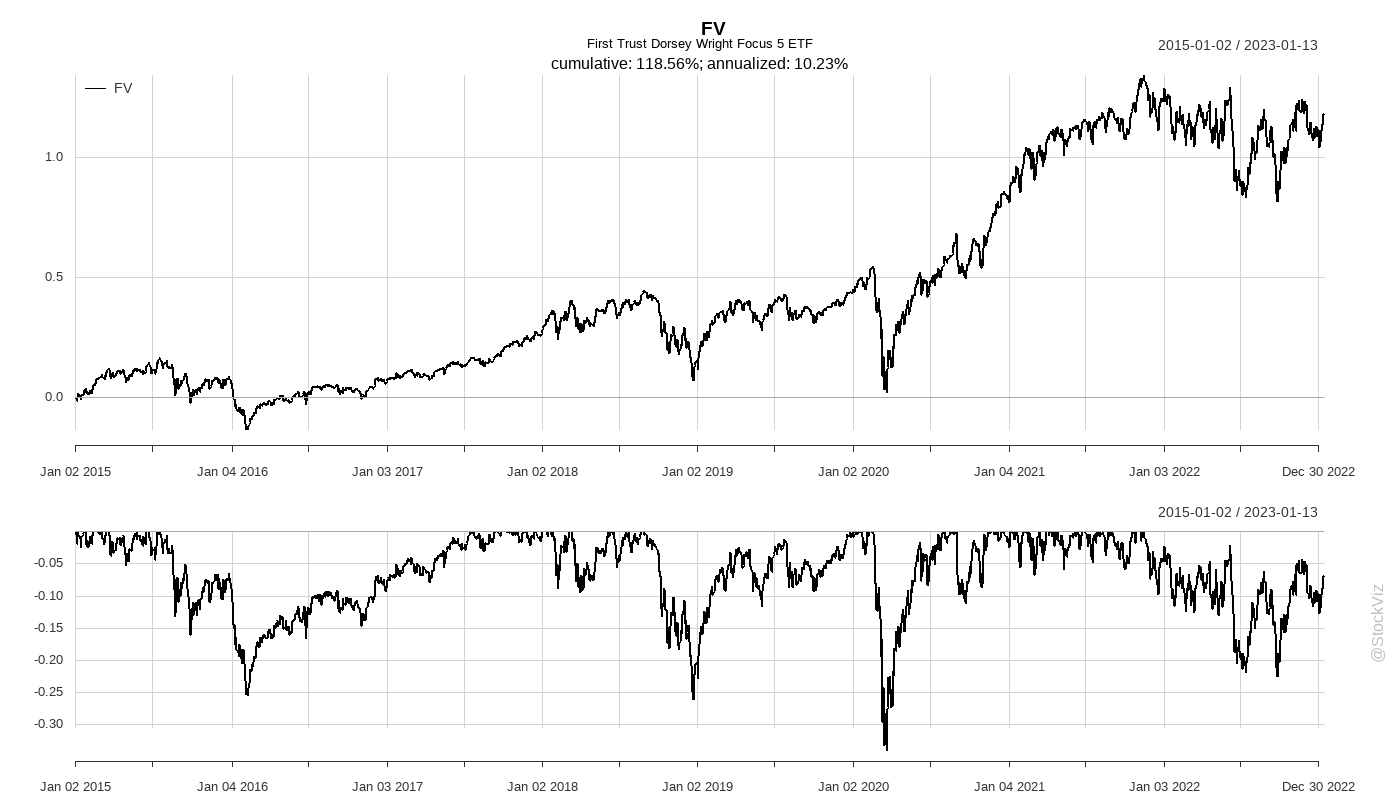 FV
First Trust Dorsey Wright Focus 5 ETF
cumulative: 118.56%; annualized: 10.23%
2015-01-02 / 2023-01-13
FV
1.0
0.5
0.0
Jan 02 2015 Jan 04 2016 Jan 03 2017 Jan 02 2018 Jan 02 2019 Jan 02 2020 Jan 04 2021 Jan 03 2022 Dec 30 2022
2015-01-02 / 2023-01-13
-0.05
-0.10
-0.15
-0.20
-0.25
-0.30
@StockViz
Jan 02 2015 Jan 04 2016 Jan 03 2017 Jan 02 2018 Jan 02 2019 Jan 02 2020 Jan 04 2021 Jan 03 2022 Dec 30 2022